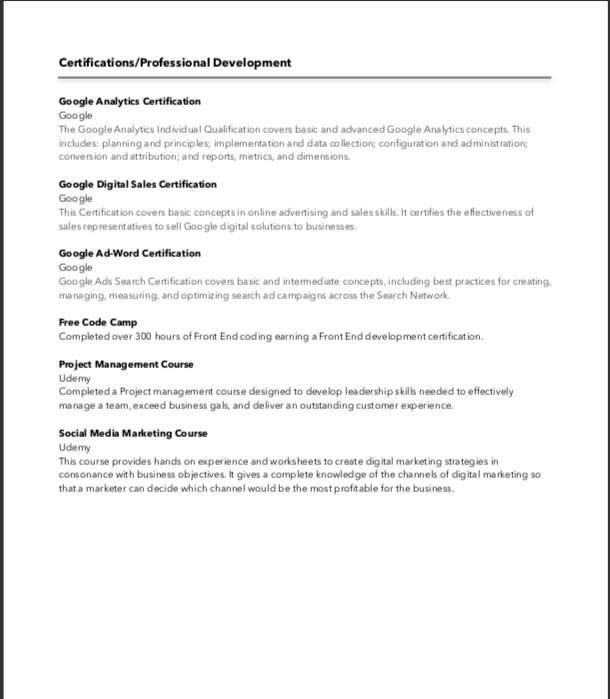 Certifications/Professional Development
Google Analytics Certification
Google
The Google Analytics Individual Qualification covers basic and advanced Google Analytics concepts. This
includes: planning and principles; implementation and data collection; configuration and administration;
conversion and attribution; and reports, metrics, and dimensions.
Google Digital Sales Certification
Google
This Certification covers basic concepts in online advertising and sales skills. It certifies the effectiveness of
sales representatives to sell Google digital solutions to businesses.
Google Ad-Word Certification
Google
Google Ads Search Certification covers basic and intermediate concepts, including best practices for creating,
managing, measuring, and optimizing search ad campaigns across the Search Network.
Free Code Camp
Completed over 300 hours of Front End coding earning a Front End development certification.
Project Management Course
Udemy
Completed a Project management course designed to develop leadership skills needed to effectively
manage a team, exceed business gals, and deliver an outstanding customer experience.
Social Media Marketing Course
Udemy
This course provides hands on experience and worksheets to create digital marketing strategies in
consonance with business objectives. It gives a complete knowledge of the channels of digital marketing so
that a marketer can decide which channel would be the most profitable for the business.